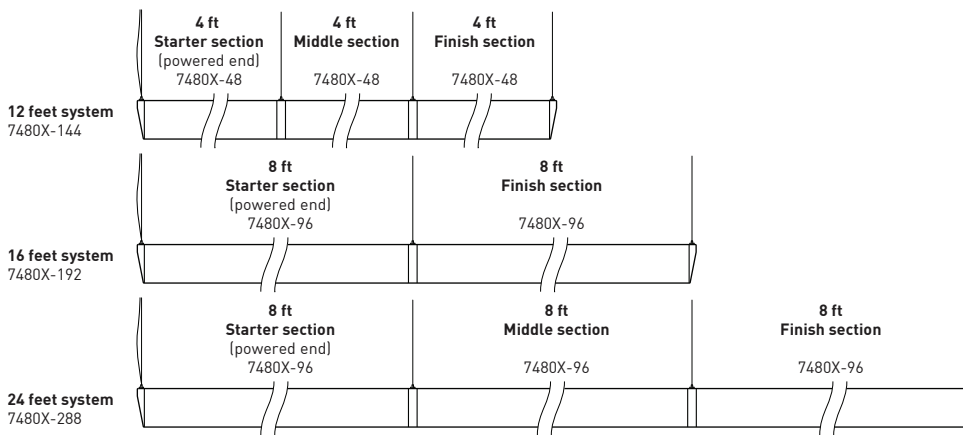 4 ft
Starter section
(powered end)
7480X-48
4 ft
Middle section
7480X-48
4 ft
Finish section
7480X-48
12 feet system
7480X-144
8 ft
Starter section
(powered end)
7480X-96
8 ft
Finish section
7480X-96
16 feet system
7480X-192
8 ft
Starter section
(powered end)
7480X-96
8 ft
Middle section
7480X-96
8 ft
Finish section
7480X-96
24 feet system
7480X-288